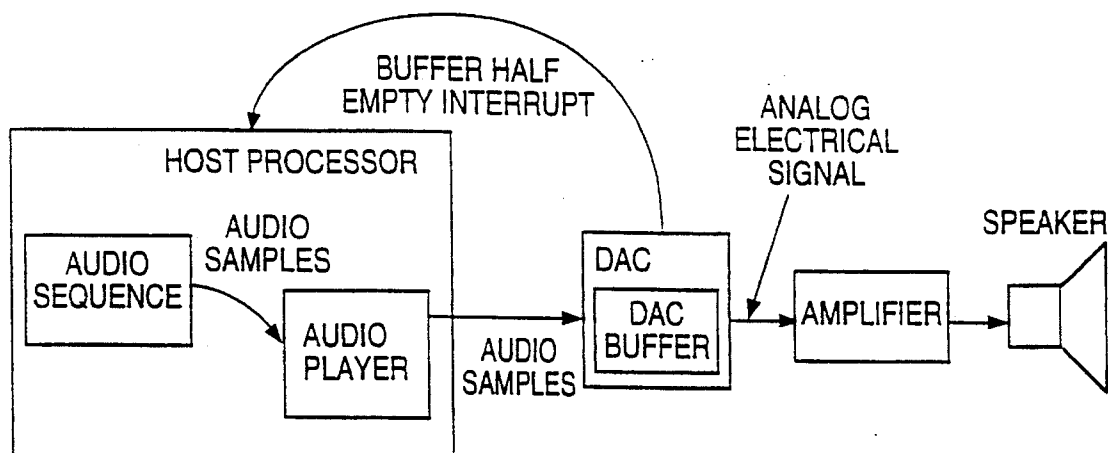 BUFFER HALF
EMPTY INTERRUPT
ANALOG
ELECTRICAL
SIGNAL
HOST PROCESSOR
SPEAKER
AUDIO
SAMPLES
AUDIO
SEQUENCE
DAC
DAC
BUFFER
AMPLIFIER
AUDIO
PLAYER
AUDIO
SAMPLES